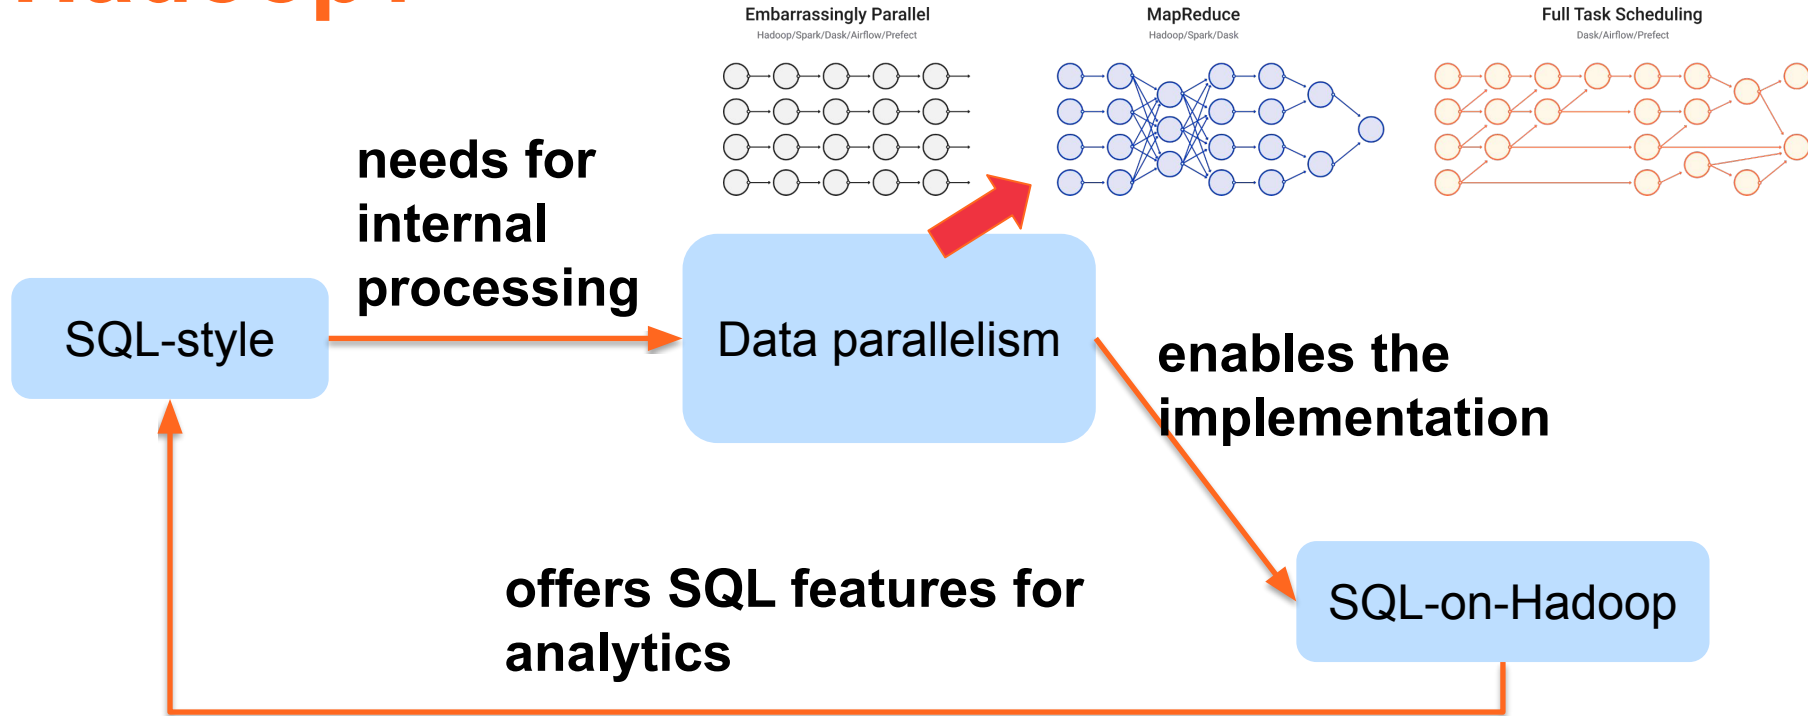 Embarrassingly Parallel
Hadoop/Spark/Dask/Airflow/Prefect
MapReduce
Hadoop/Spark/Dask
Full Task Scheduling
Dask/Airflow/Prefect
needs for
internal
processing
SQL-style
Data parallelism
enables the
implementation
offers SQL features for
analytics
SQL-on-Hadoop